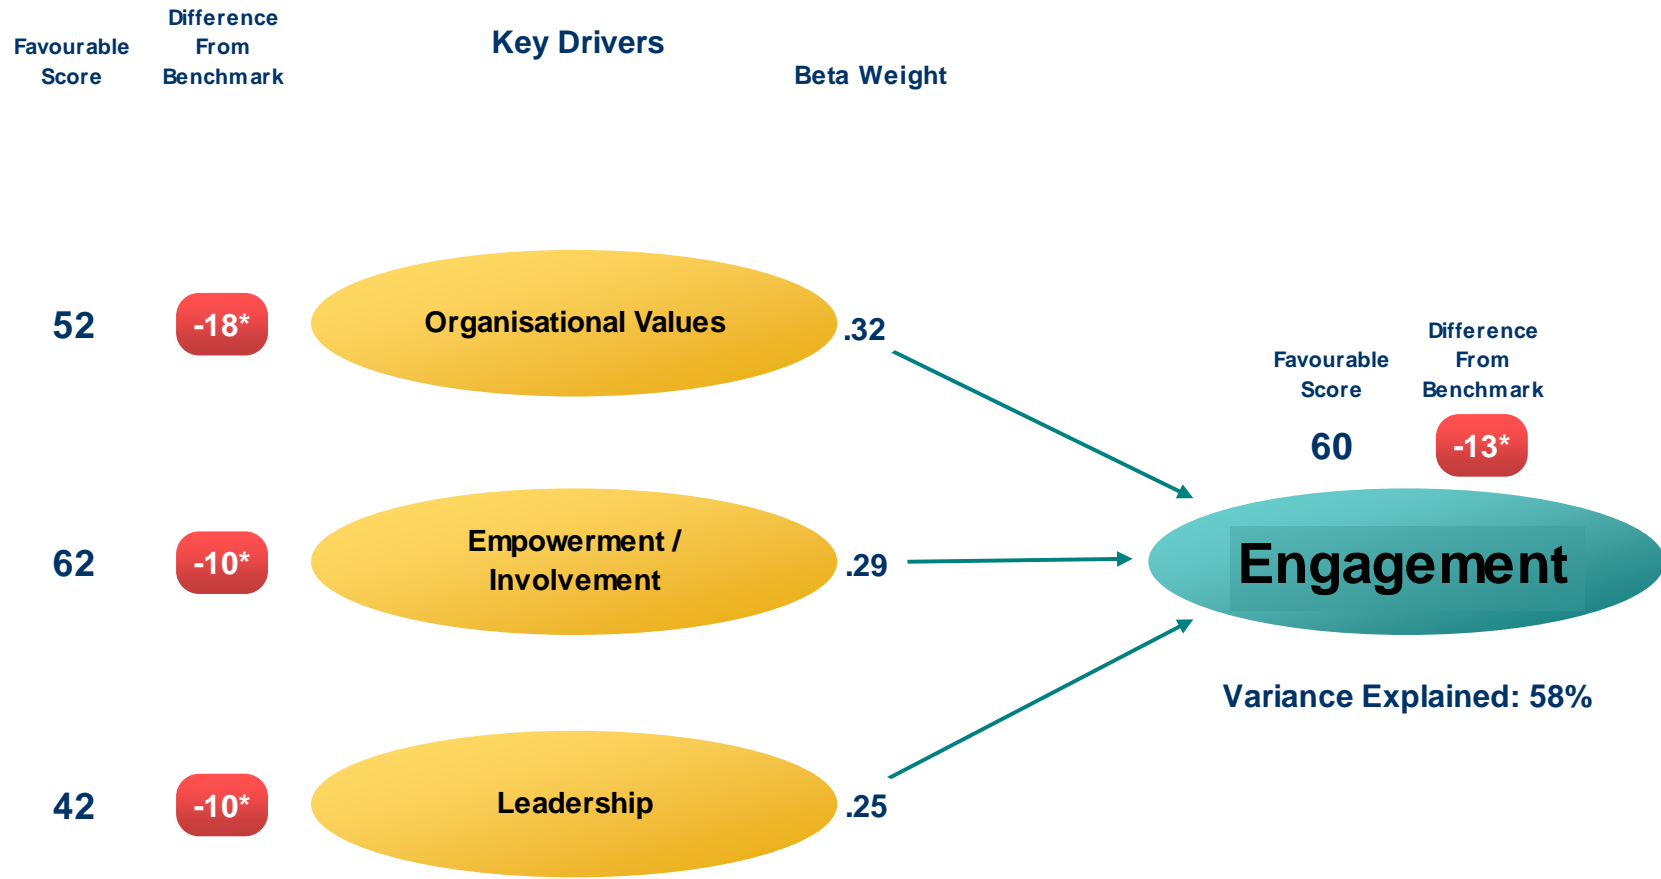 Favourable
Score
Difference
From
Benchmark
Key Drivers
Beta Weight
52
-18*
Organisational Values
.32
62
-10*
Empowerment /
Involvement
.29
42
-10*
Leadership
.25
Favourable
Score
Difference
From
Benchmark
60
-13*
Engagement
Variance Explained: 58%